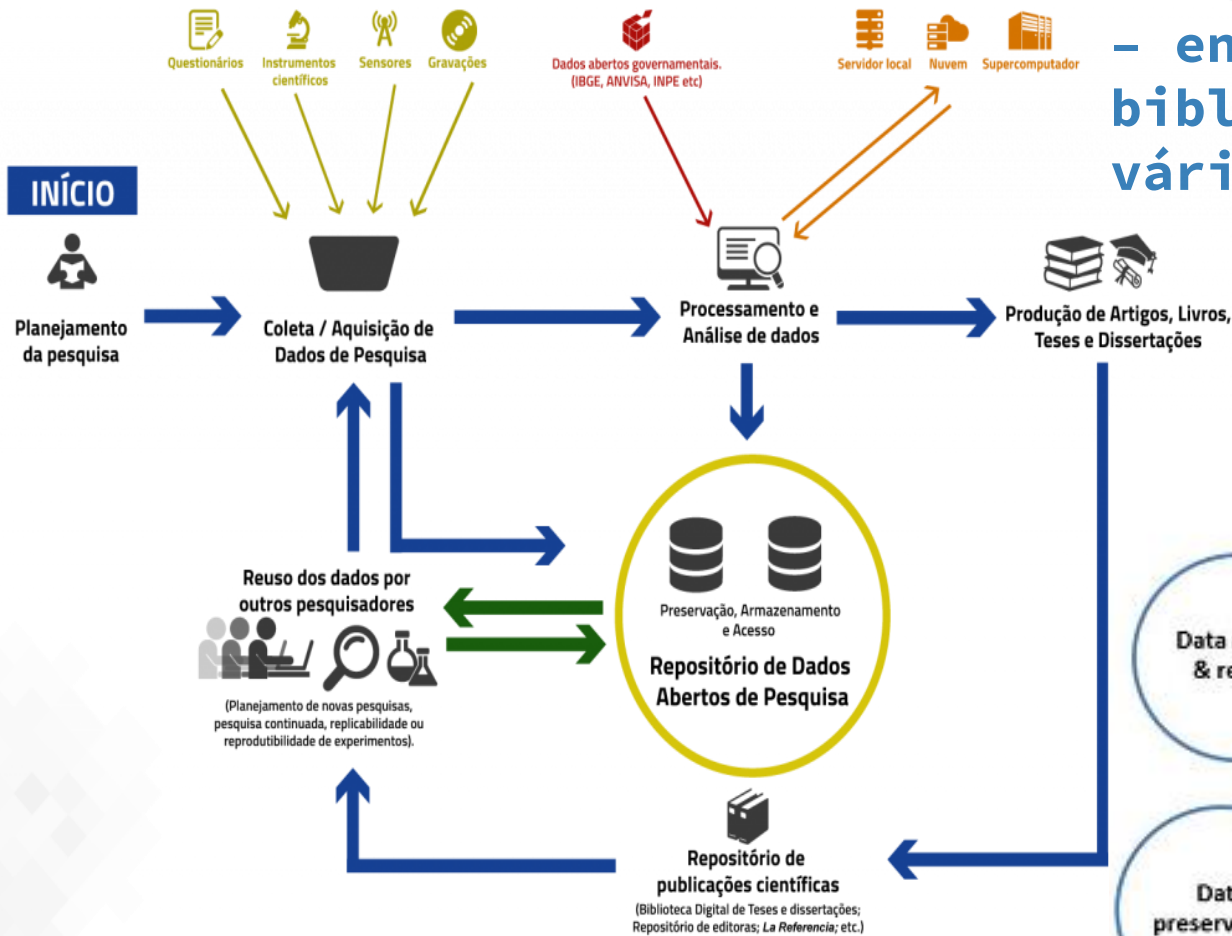 Questionários
Instrumentos
científicos
Sensores
Gravações
Dados abertos governamentais.
(IBGE, ANVISA, INPE etc)
Servidor local
Nuvem
Supercomputador
– en
bibl
vári
INÍCIO
Planejamento
da pesquisa
Coleta / Aquisição de
Dados de Pesquisa
Processamento e
Análise de dados
Produção de Artigos, Livros,
Teses e Dissertações
Reuso dos dados por
outros pesquisadores
(Planejamento de novas pesquisas,
pesquisa continuada, replicabilidade ou
reprodutibilidade de experimentos).
Preservação, Armazenamento
e Acesso
Repositório de Dados
Abertos de Pesquisa
Data
& re
Repositório de
publicações científicas
(Biblioteca Digital de Teses e dissertações;
Repositório de editoras; La Referencia; etc.)
Dat
preserv